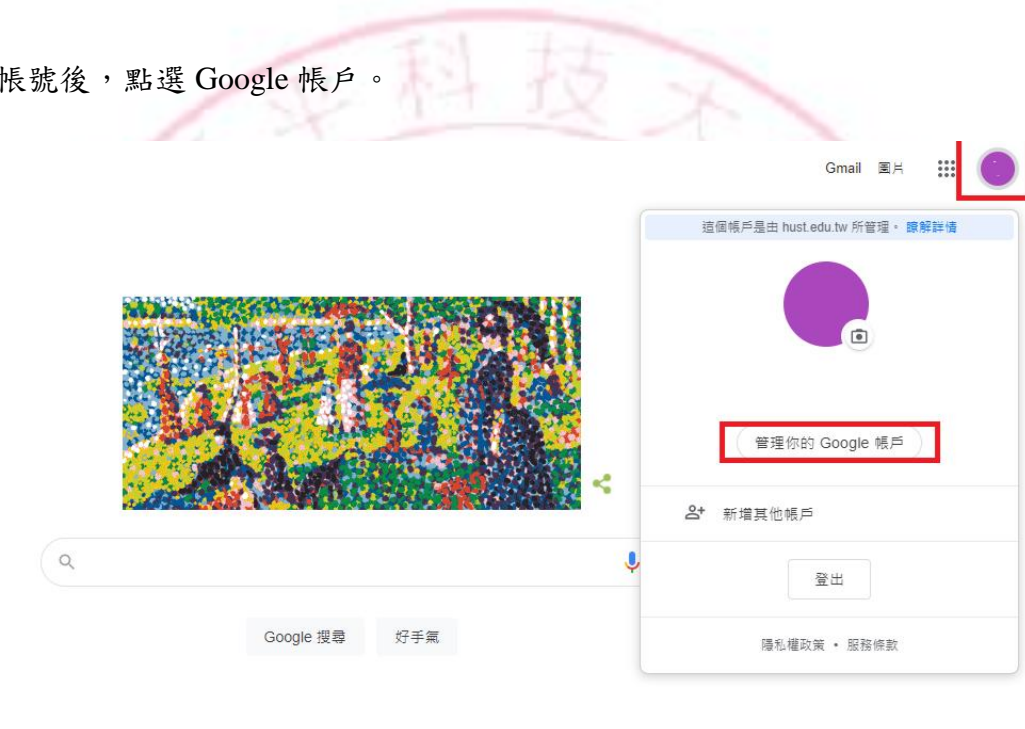 帳號後，點選 Google 帳戶。
科技大
Gmail 圖片
這個帳戶是由 hust.edu.tw 所管理。 瞭解詳情
管理你的 Google 帳戶
新增其他帳戶
登出
Google 搜尋 好手氣
隱私權政策 • 服務條款